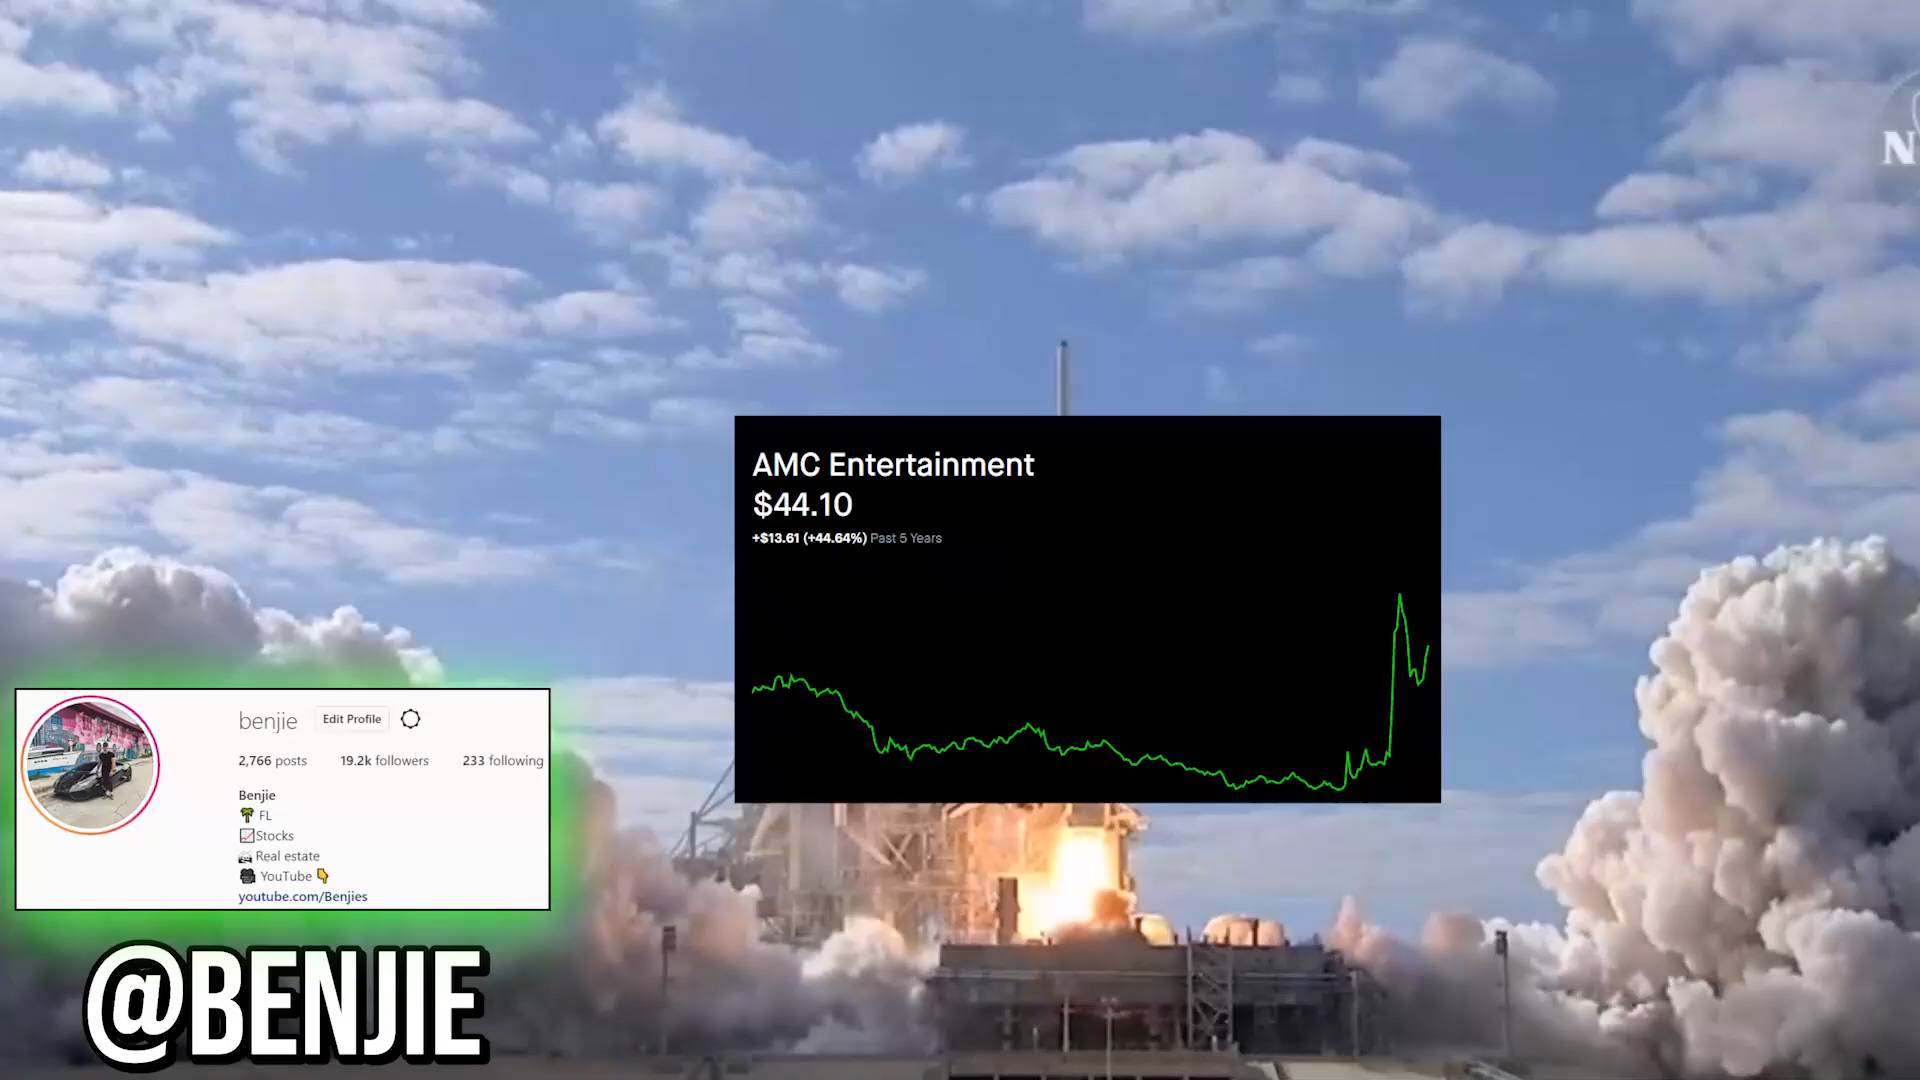 AMC Entertainment
$44.10
+$13.61 (+44.64%) Past 5 Years
benjie Edit Profile
2,766 posts 19.2k followers 233 following
Benjie
🌴 FL
📈Stocks
Real estate
🎥 YouTube 👇
youtube.com/Benjies
@BENJIE